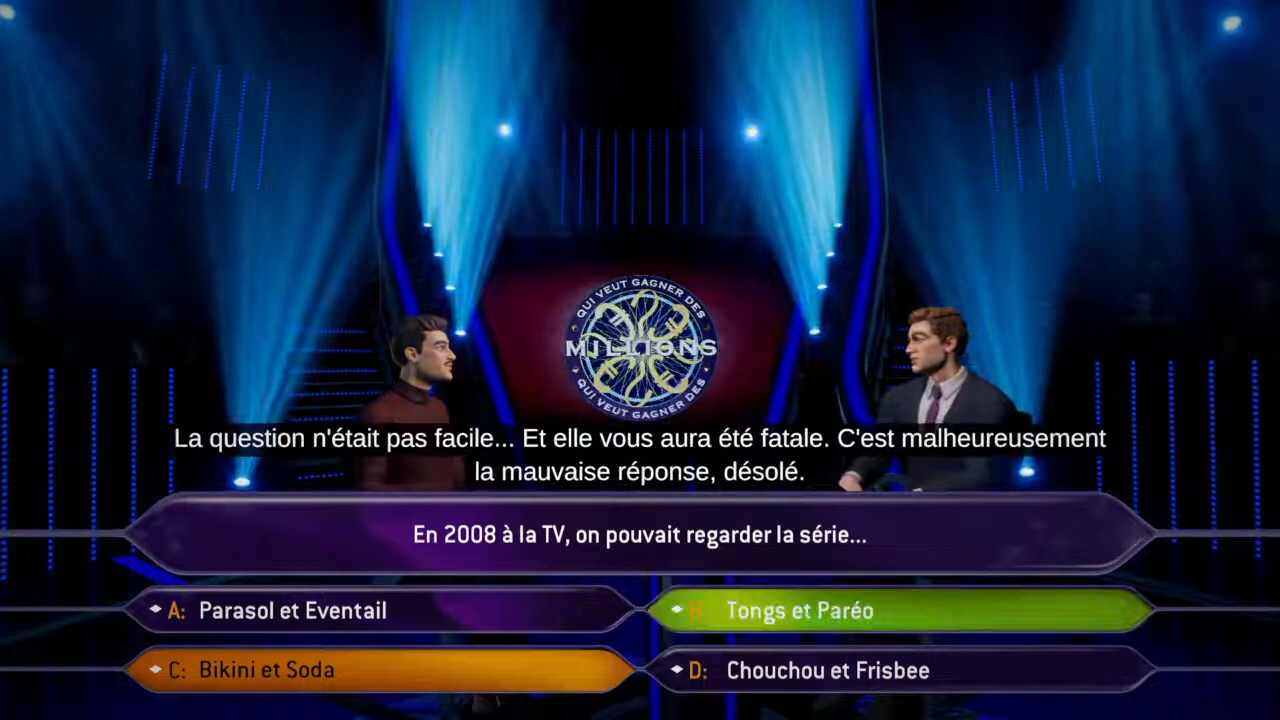 QUI VEUT GAGNER DES
MILLIONS
QUI VEUT GAGNER DES
La question n'était pas facile... Et elle vous aura été fatale. C'est malheureusement
la mauvaise réponse, désolé.
En 2008 à la TV, on pouvait regarder la série...
A: Parasol et Eventail
B: Tongs et Paréo
C: Bikini et Soda
D: Chouchou et Frisbee